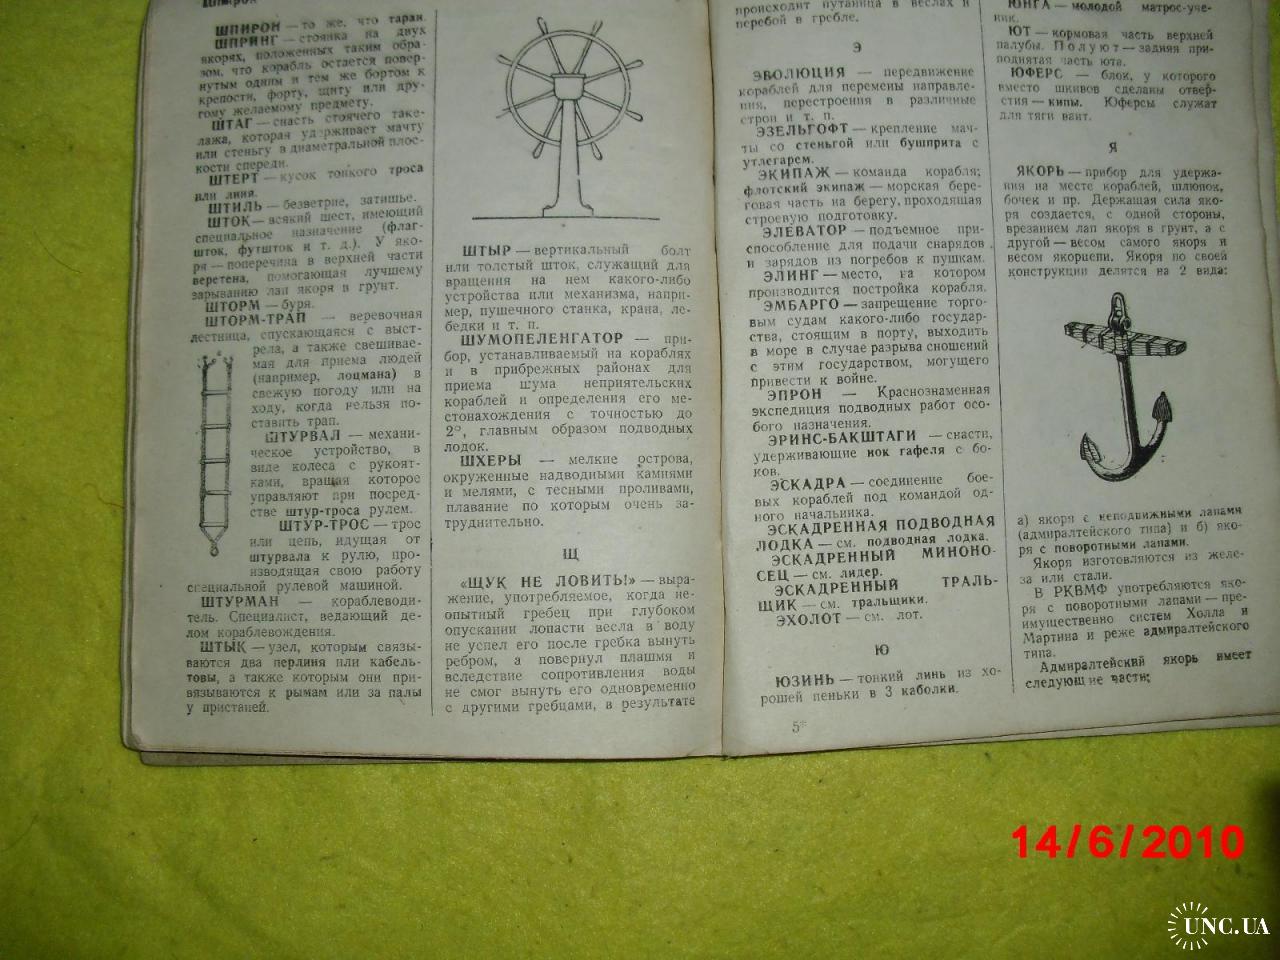 Шпирон
ШПИРОН — то же, что таран.
ШПРИНГ — стоянка на двух
якорях, положенных таким обра-
зом, что корабль остается повер-
нутым одним и тем же бортом к
крепости, форту, щиту или дру-
гому желаемому предмету.
ШТАГ — снасть стоячего таке-
лажа, которая удерживает мачту
или стеньгу в диаметральной плос-
кости спереди.
ШТЕРТ — кусок тонкого троса
или линя.
ШТИЛЬ — безветрие, затишье.
ШТОК — всякий шест, имеющий
специальное назначение (флаг-
шток, футшток и т. д.). У яко-
ря — поперечина в верхней части
веретена, помогающая лучшему
зарыванию лап якоря в грунт.
ШТОРМ — буря.
ШТОРМ-ТРАП — веревочная
лестница, спускающаяся с выст-
рела, а также свешивае-
мая для приема людей
(например, лоцмана) в
свежую погоду или на
ходу, когда нельзя по-
ставить трап.
ШТУРВАЛ — механи-
ческое устройство, в
виде колеса с рукоят-
ками, вращая которое
управляют при посред-
стве штур-троса рулем.
ШТУР-ТРОС — трос
или цепь, идущая от
штурвала к рулю, про-
изводящая свою работу
специальной рулевой машиной.
ШТУРМАН — кораблеводи-
тель. Специалист, ведающий де-
лом кораблевождения.
ШТЫК — узел, которым связы-
ваются два перлиня или кабель-
товы, а также которым они при-
вязываются к рымам или за палы
у пристаней.
ШТЫР — вертикальный болт
или толстый шток, служащий для
вращения на нем какого-либо
устройства или механизма, напри-
мер, пушечного станка, крана, ле-
бедки и т. п.
ШУМОПЕЛЕНГАТОР — при-
бор, устанавливаемый на кораблях
и в прибрежных районах для
приема шума неприятельских
кораблей и определения его ме-
стонахождения с точностью до
2°, главным образом подводных
лодок.
ШХЕРЫ — мелкие острова,
окруженные надводными камнями
и мелями, с тесными проливами,
плавание по которым очень за-
труднительно.
Щ
«ЩУК НЕ ЛОВИТЬ!» — выра-
жение, употребляемое, когда не-
опытный гребец при глубоком
опускании лопасти весла в воду
не успел его после гребка вынуть
ребром, а повернул плашмя и
вследствие сопротивления воды
не смог вынуть его одновременно
с другими гребцами, в результате
происходит путаница в веслах и
перебой в гребле.
Э
ЭВОЛЮЦИЯ — передвижение
кораблей для перемены направле-
ния, перестроения в различные
строи и т. п.
ЭЗЕЛЬГОФТ — крепление мач-
ты со стеньгой или бушприта с
утлегарем.
ЭКИПАЖ — команда корабля;
флотский экипаж — морская бере-
говая часть на берегу, проходящая
строевую подготовку.
ЭЛЕВАТОР — подъемное при-
способление для подачи снарядов
и зарядов из погребов к пушкам.
ЭЛИНГ — место, на котором
производится постройка корабля.
ЭМБАРГО — запрещение торго-
вым судам какого-либо государ-
ства, стоящим в порту, выходить
в море в случае разрыва сношений
с этим государством, могущего
привести к войне.
ЭПРОН — Краснознаменная
экспедиция подводных работ осо-
бого назначения.
ЭРИНС-БАКШТАГИ — снасти,
удерживающие нок гафеля с бо-
ков.
ЭСКАДРА — соединение бое-
вых кораблей под командой од-
ного начальника.
ЭСКАДРЕННАЯ ПОДВОДНАЯ
ЛОДКА — см. подводная лодка.
ЭСКАДРЕННЫЙ МИНОНО-
СЕЦ — см. лидер.
ЭСКАДРЕННЫЙ ТРАЛЬ-
ЩИК — см. тральщики.
ЭХОЛОТ — см. лот.
Ю
ЮЗИНЬ — тонкий линь из хо-
рошей пеньки в 3 каболки.
5*
ЮНГА — молодой матрос-уче-
ник.
ЮТ — кормовая часть верхней
палубы. Полуют — задняя при-
поднятая часть юта.
ЮФЕРС — блок, у которого
вместо шкивов сделаны отвер-
стия — кипы. Юферсы служат
для тяги вант.
Я
ЯКОРЬ — прибор для удержа-
ния на месте кораблей, шлюпок,
бочек и пр. Держащая сила яко-
ря создается, с одной стороны,
врезанием лап якоря в грунт, а с
другой — весом самого якоря и
весом якорцепи. Якоря по своей
конструкции делятся на 2 вида:
а) якоря с неподвижными лапами
(адмиралтейского типа) и б) яко-
ря с поворотными лапами.
Якоря изготовляются из желе-
за или стали.
В РКВМФ употребляются яко-
ря с поворотными лапами — пре-
имущественно систем Холла и
Мартина и реже адмиралтейского
типа.
Адмиралтейский якорь имеет
следующие части:
14/6/2010
UNC.UA